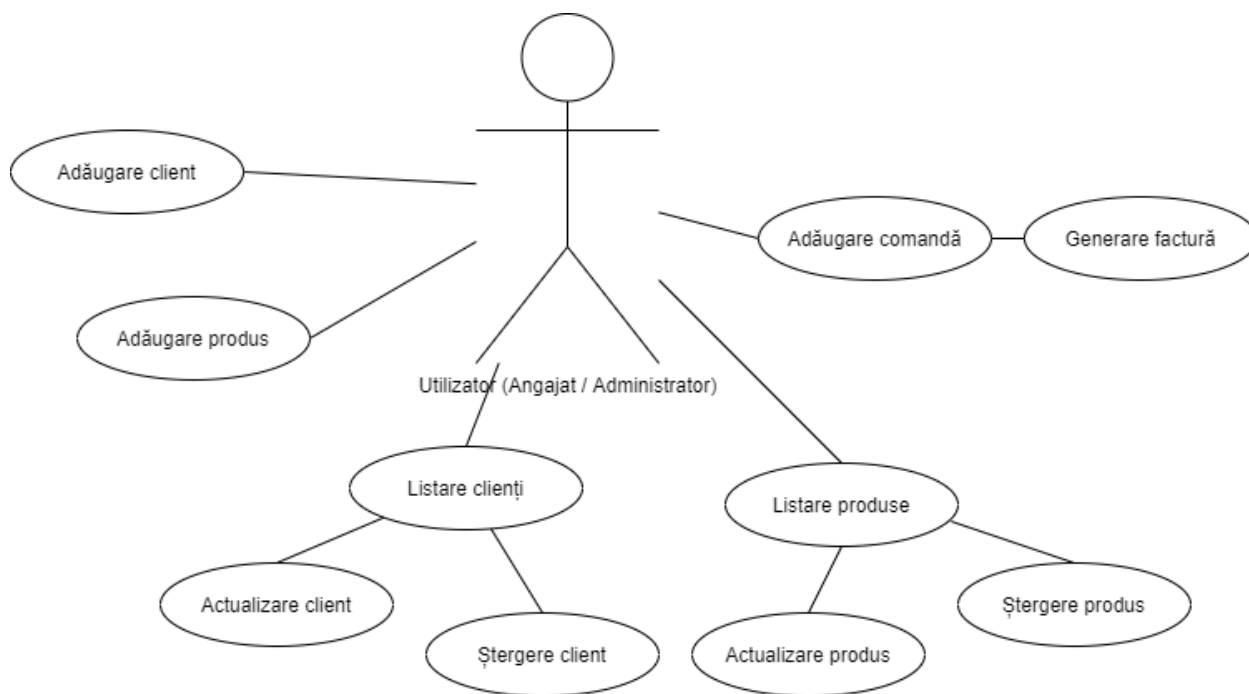 Adăugare client
Adăugare comandă
Generare factură
Adăugare produs
Utilizator (Angajat / Administrator)
Listare clienți
Listare produse
Actualizare client
Ștergere produs
Ștergere client
Actualizare produs